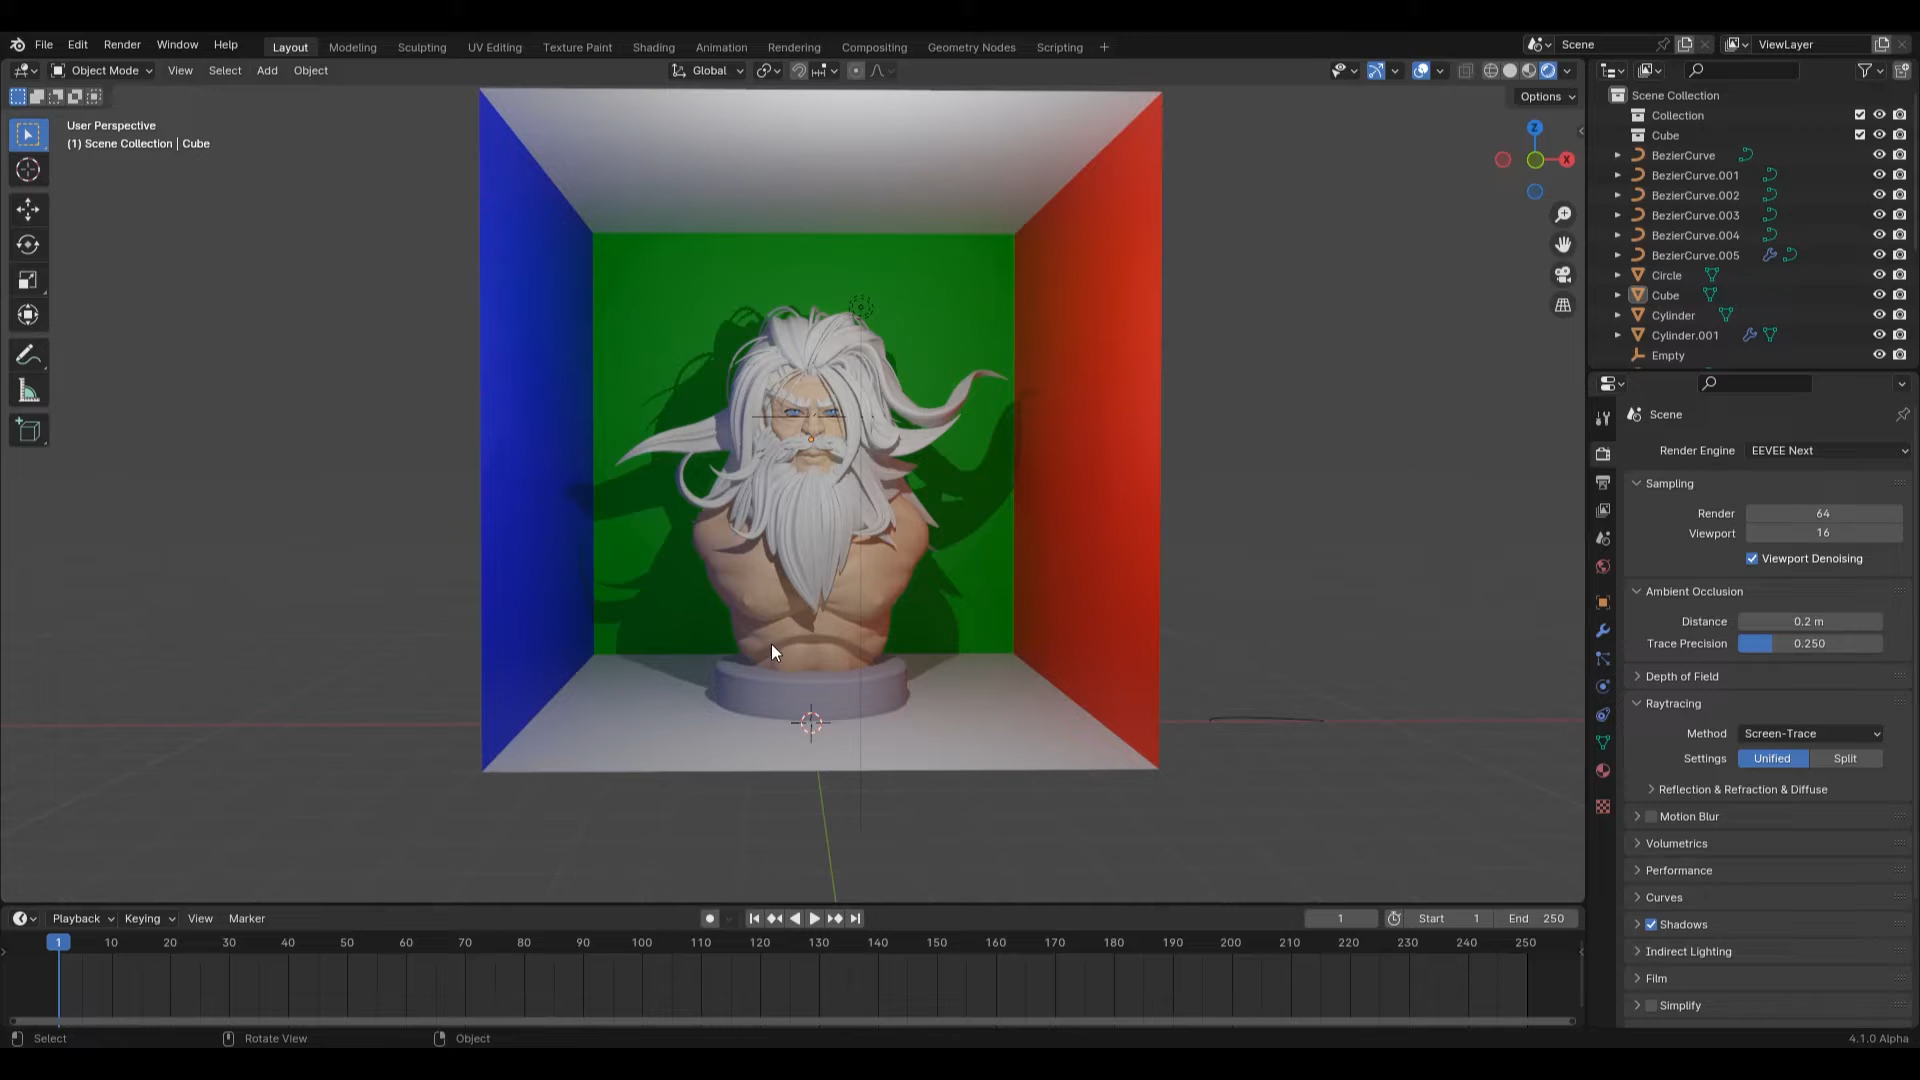 File Edit Render Window Help Layout Modeling Sculpting UV Editing Texture Paint Shading Animation Rendering Compositing Geometry Nodes Scripting + Scene ViewLayer
Object Mode View Select Add Object Global
Options
User Perspective
(1) Scene Collection | Cube
Z
X
Scene Collection
Collection
Cube
BezierCurve
BezierCurve.001
BezierCurve.002
BezierCurve.003
BezierCurve.004
BezierCurve.005
Circle
Cube
Cylinder
Cylinder.001
Empty
Scene
Render Engine EEVEE Next
Sampling
Render 64
Viewport 16
Viewport Denoising
Ambient Occlusion
Distance 0.2 m
Trace Precision 0.250
Depth of Field
Raytracing
Method Screen-Trace
Settings Unified Split
Reflection & Refraction & Diffuse
Motion Blur
Volumetrics
Performance
Curves
Shadows
Indirect Lighting
Film
Simplify
Playback Keying View Marker 1 Start 1 End 250
1 10 20 30 40 50 60 70 80 90 100 110 120 130 140 150 160 170 180 190 200 210 220 230 240 250
Select Rotate View Object 4.1.0 Alpha